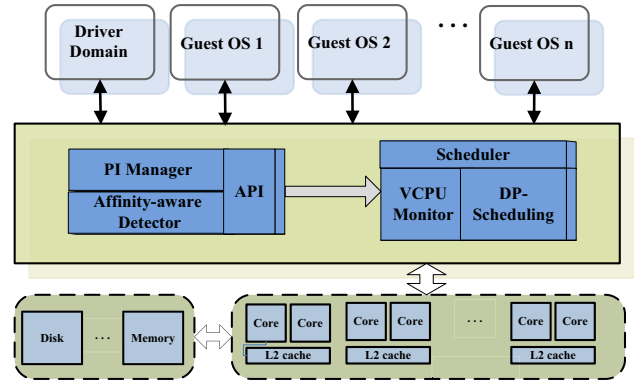 Driver
Domain
Guest OS 1
Guest OS 2
...
Guest OS n
PI Manager
Affinity-aware
Detector
API
Scheduler
VCPU
Monitor
DP-
Scheduling
Disk
...
Memory
Core
Core
L2 cache
Core
Core
L2 cache
...
Core
Core
L2 cache